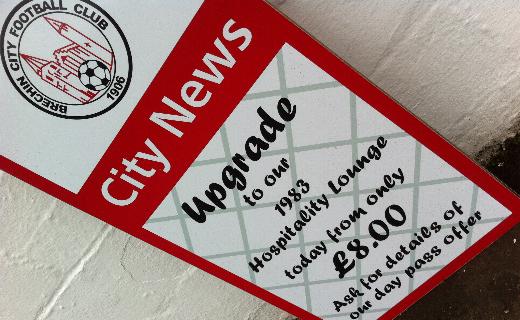 BRECHIN CITY FOOTBALL CLUB
1906
City News
Upgrade
to our
1983
Hospitality Lounge
today from only
£8.00
Ask for details of
our day pass offer